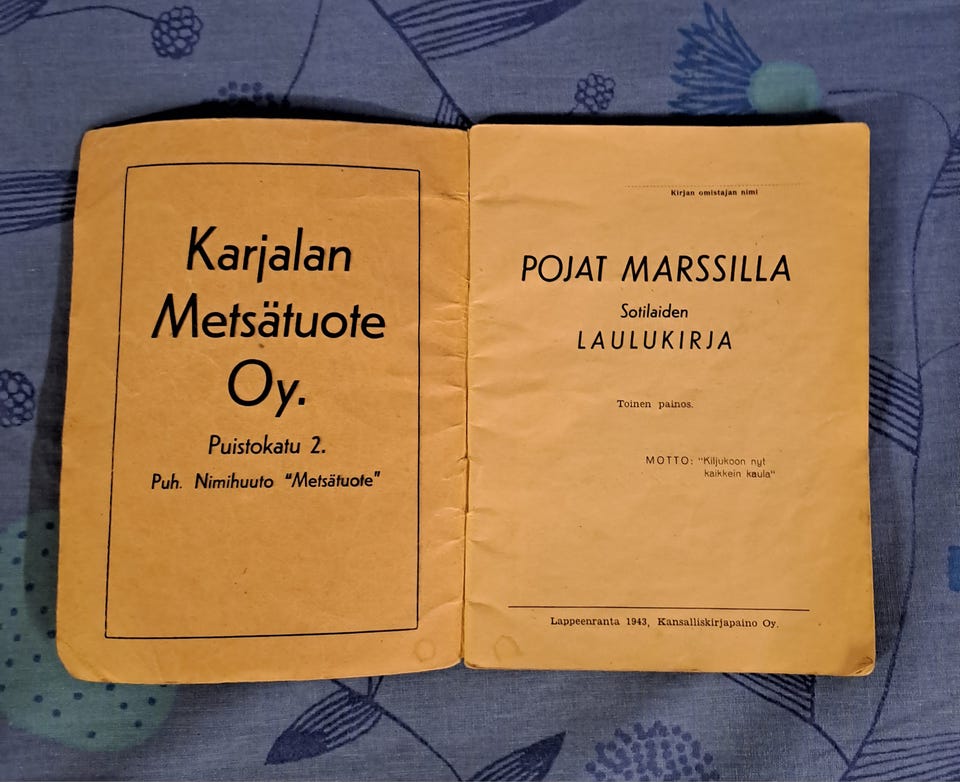 Karjalan
Metsätuote
Oy.
Puistokatu 2.
Puh. Nimihuuto "Metsätuote"
Kirjan omistajan nimi
POJAT MARSSILLA
Sotilaiden
LAULUKIRJA
Toinen painos.
MOTTO: "Kiljukoon nyt
kaikkein kaula"
Lappeenranta 1943, Kansalliskirjapaino Oy.